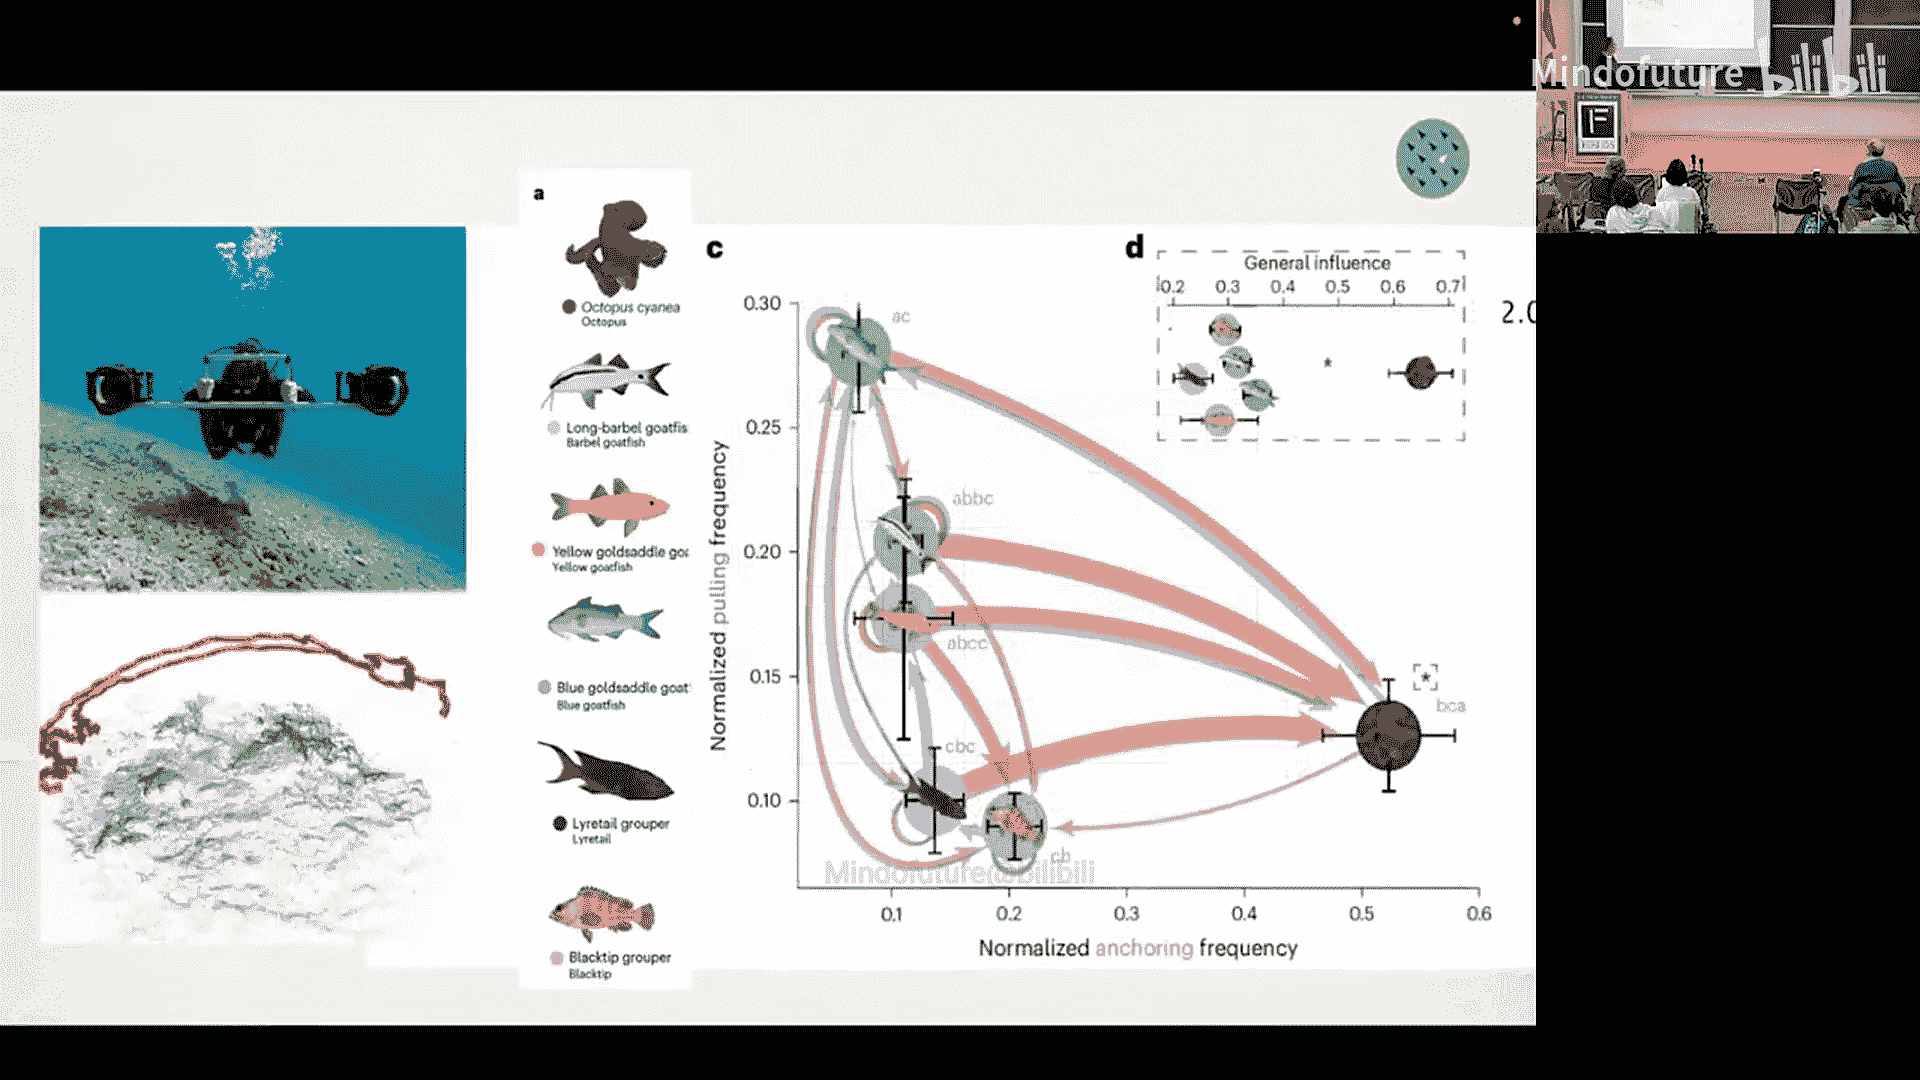 Mindofuture
bilibili
F
a
Octopus cyanea
Octopus
Long-barbel goatfis
Barbel goatfish
Yellow goldsaddle goa
Yellow goatfish
Blue goldsaddle goat
Blue goatfish
Lyretail grouper
Lyretail
Blacktip grouper
Blacktip
c
Normalized pulling frequency
0.30
0.25
0.20
0.15
0.10
ac
abbc
abcc
cbc
cb
bca
*
0.1
0.2
0.3
0.4
0.5
0.6
Normalized anchoring frequency
d
General influence
0.2
0.3
0.4
0.5
0.6
0.7
*
2.0
Mindofuture@bilibili